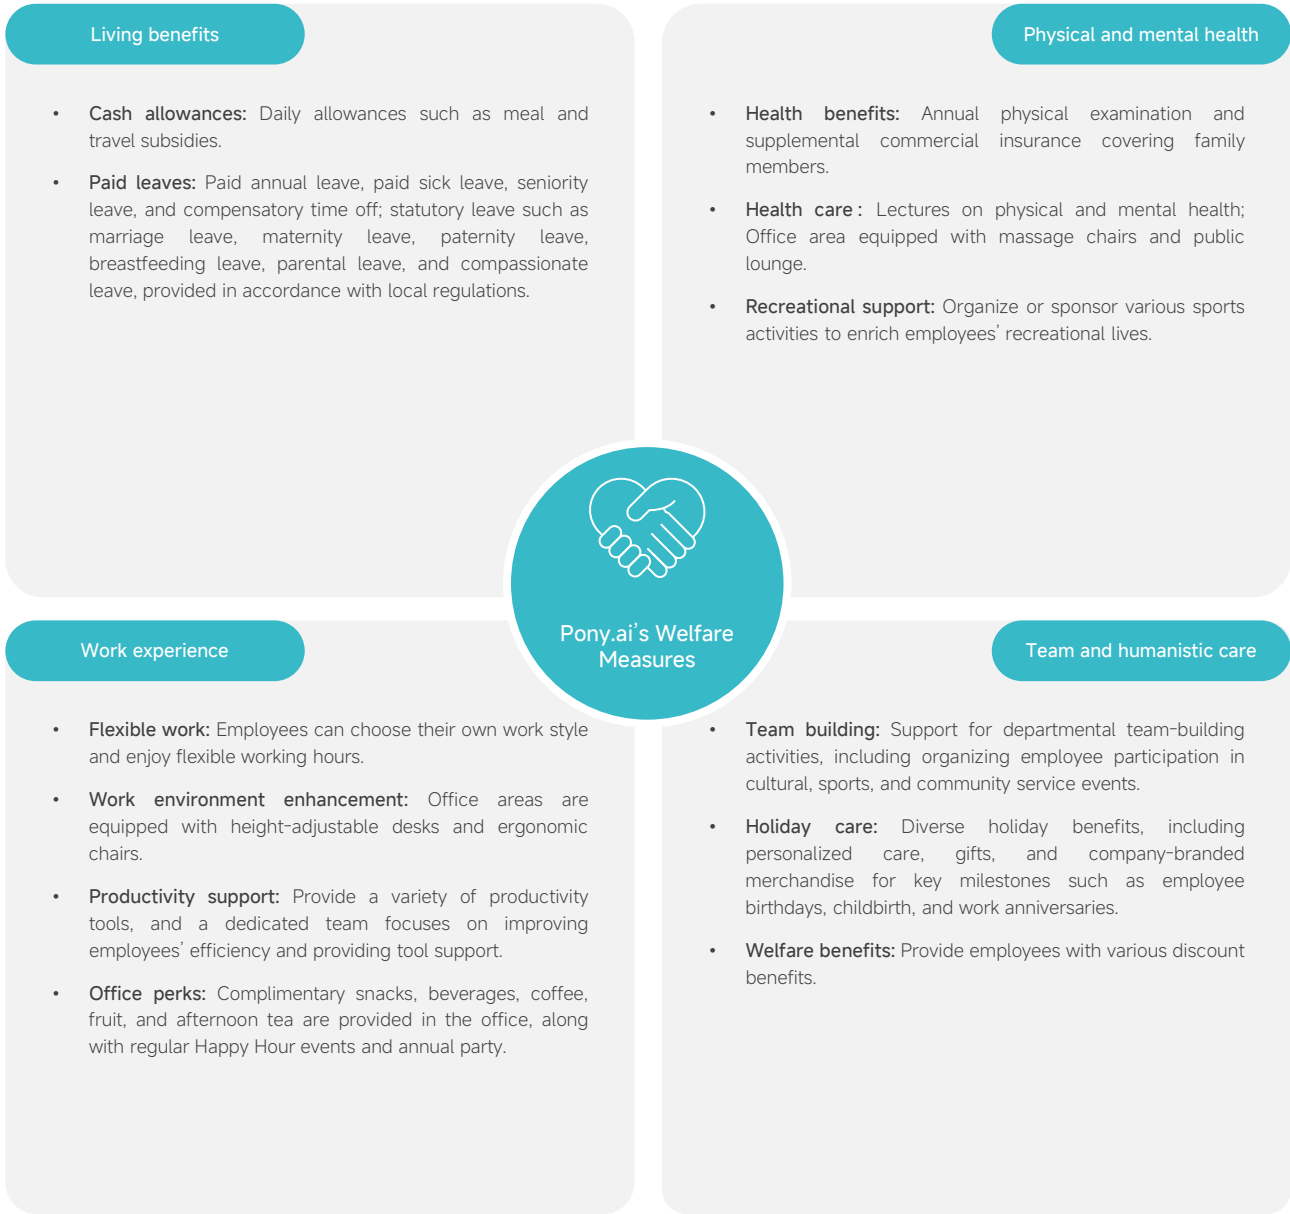 Living benefits
• Cash allowances: Daily allowances such as meal and
travel subsidies.
• Paid leaves: Paid annual leave, paid sick leave, seniority
leave, and compensatory time off; statutory leave such as
marriage leave, maternity leave, paternity leave,
breastfeeding leave, parental leave, and compassionate
leave, provided in accordance with local regulations.
Physical and mental health
• Health benefits: Annual physical examination and
supplemental commercial insurance covering family
members.
• Health care : Lectures on physical and mental health;
Office area equipped with massage chairs and public
lounge.
• Recreational support: Organize or sponsor various sports
activities to enrich employees’ recreational lives.
Pony.ai’s Welfare
Measures
Work experience
• Flexible work: Employees can choose their own work style
and enjoy flexible working hours.
• Work environment enhancement: Office areas are
equipped with height-adjustable desks and ergonomic
chairs.
• Productivity support: Provide a variety of productivity
tools, and a dedicated team focuses on improving
employees’ efficiency and providing tool support.
• Office perks: Complimentary snacks, beverages, coffee,
fruit, and afternoon tea are provided in the office, along
with regular Happy Hour events and annual party.
Team and humanistic care
• Team building: Support for departmental team-building
activities, including organizing employee participation in
cultural, sports, and community service events.
• Holiday care: Diverse holiday benefits, including
personalized care, gifts, and company-branded
merchandise for key milestones such as employee
birthdays, childbirth, and work anniversaries.
• Welfare benefits: Provide employees with various discount
benefits.